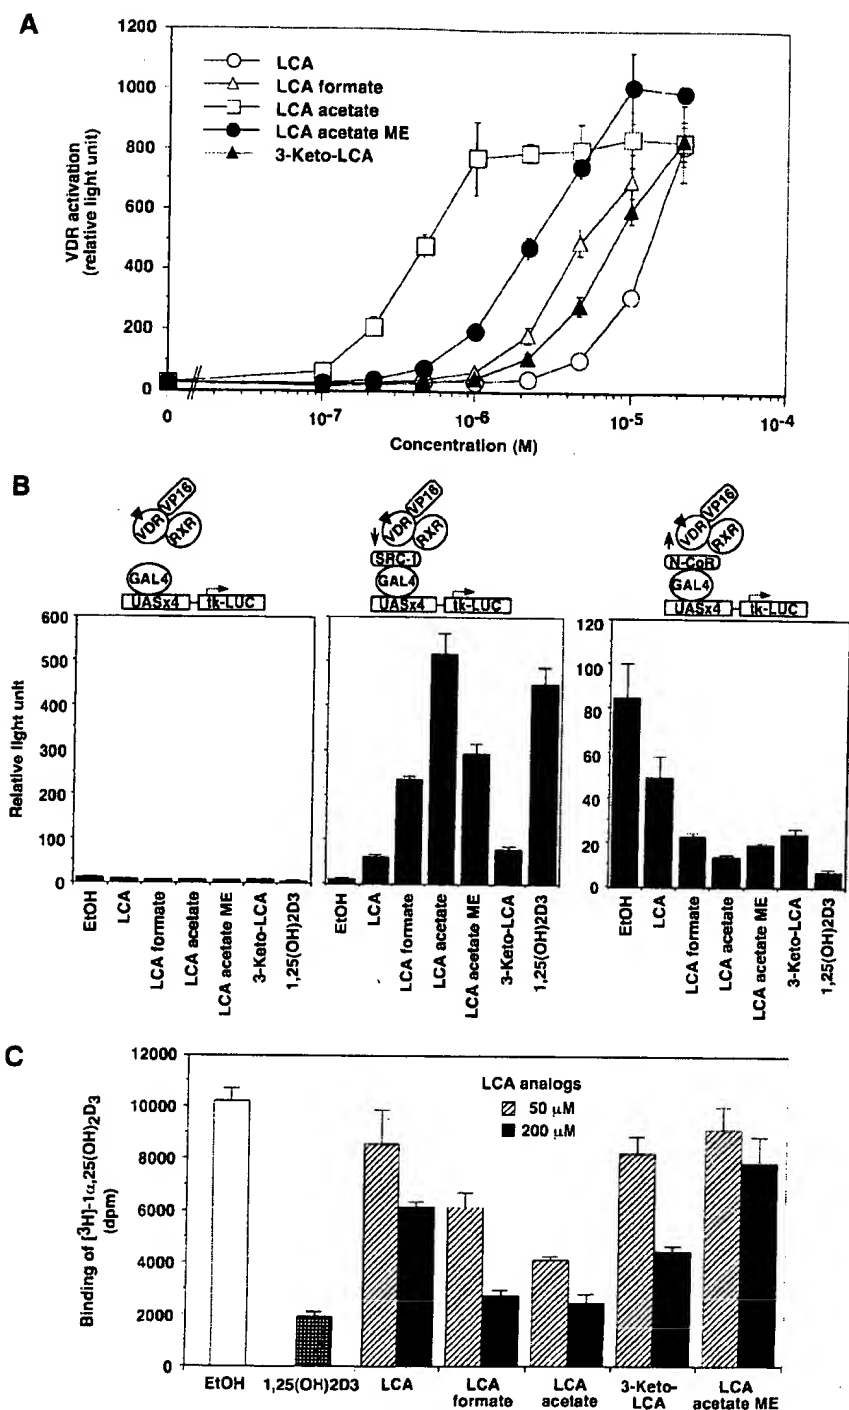 A
1200
1000
800
600
400
200
0
VDR activation
(relative light unit)
LCA
LCA formate
LCA acetate
LCA acetate ME
3-Keto-LCA
0
10-7
10-6
10-5
10-4
Concentration (M)
B
VDR
VP16
RXR
GAL4
UASx4
tk-LUC
VDR
VP16
RXR
SRC-1
GAL4
UASx4
tk-LUC
VDR
VP16
RXR
N-CoR
GAL4
UASx4
tk-LUC
Relative light unit
600
500
400
300
200
100
0
EtOH
LCA
LCA formate
LCA acetate
LCA acetate ME
3-Keto-LCA
1,25(OH)2D3
EtOH
LCA
LCA formate
LCA acetate
LCA acetate ME
3-Keto-LCA
1,25(OH)2D3
120
100
80
60
40
20
0
EtOH
LCA
LCA formate
LCA acetate
LCA acetate ME
3-Keto-LCA
1,25(OH)2D3
C
Binding of [3H]-1α,25(OH)2D3
(dpm)
12000
10000
8000
6000
4000
2000
0
LCA analogs
50 μM
200 μM
EtOH
1,25(OH)2D3
LCA
LCA
formate
LCA
acetate
3-Keto-
LCA
LCA
acetate ME